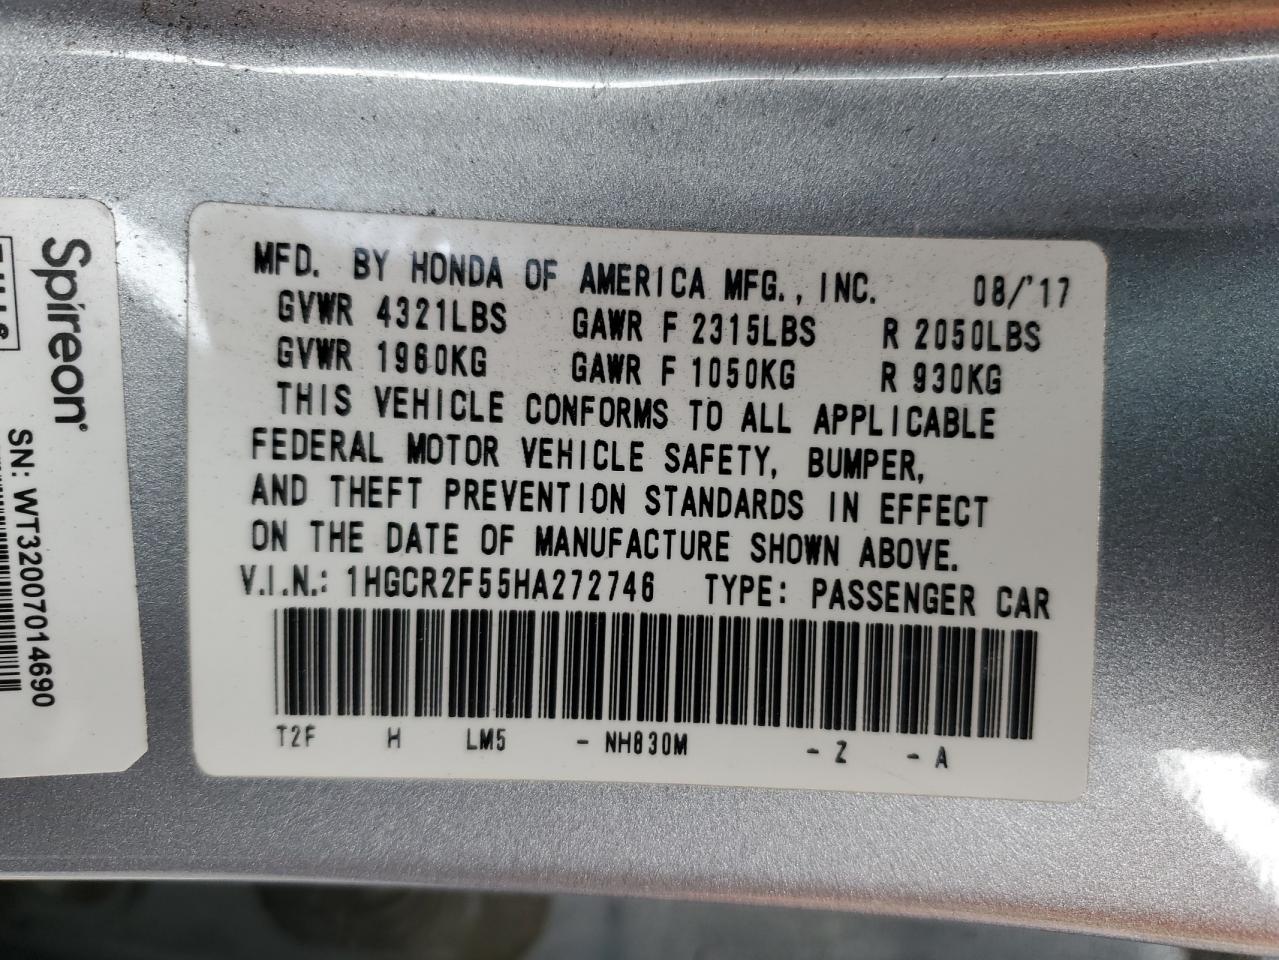 MFD. BY HONDA OF AMERICA MFG., INC. 08/'17
GVWR 4321LBS GAWR F 2315LBS R 2050LBS
GVWR 1960KG GAWR F 1050KG R 930KG
THIS VEHICLE CONFORMS TO ALL APPLICABLE
FEDERAL MOTOR VEHICLE SAFETY, BUMPER,
AND THEFT PREVENTION STANDARDS IN EFFECT
ON THE DATE OF MANUFACTURE SHOWN ABOVE.
V.I.N.: 1HGCR2F55HA272746 TYPE: PASSENGER CAR
T2F H LM5 - NH830M - Z - A
Spireon®
SN: WT32007014690